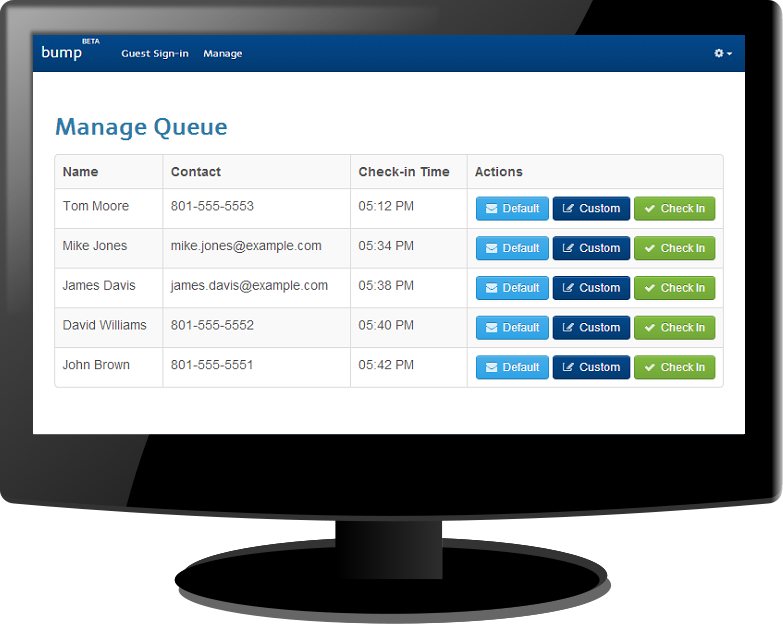 bump BETA Guest Sign-in Manage
Manage Queue
Name Contact Check-in Time Actions
Tom Moore 801-555-5553 05:12 PM Default Custom Check In
Mike Jones mike.jones@example.com 05:34 PM Default Custom Check In
James Davis james.davis@example.com 05:38 PM Default Custom Check In
David Williams 801-555-5552 05:40 PM Default Custom Check In
John Brown 801-555-5551 05:42 PM Default Custom Check In